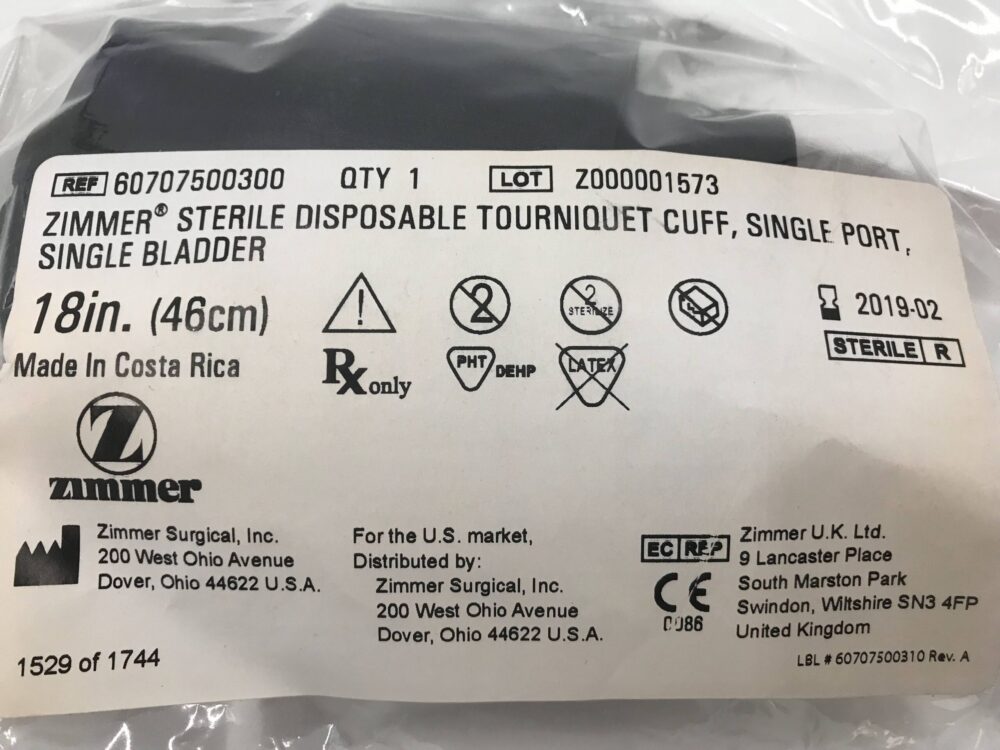 REF 60707500300 QTY 1 LOT Z000001573
ZIMMER® STERILE DISPOSABLE TOURNIQUET CUFF, SINGLE PORT,
SINGLE BLADDER
18in. (46cm)
2
2 STERILIZE
2019-02
STERILE R
Made In Costa Rica
Rx only
PHT DEHP
LATEX
Z
zimmer
Zimmer Surgical, Inc.
200 West Ohio Avenue
Dover, Ohio 44622 U.S.A.
For the U.S. market,
Distributed by:
Zimmer Surgical, Inc.
200 West Ohio Avenue
Dover, Ohio 44622 U.S.A.
EC REP
CE
0086
Zimmer U.K. Ltd.
9 Lancaster Place
South Marston Park
Swindon, Wiltshire SN3 4FP
United Kingdom
1529 of 1744
LBL # 60707500310 Rev. A